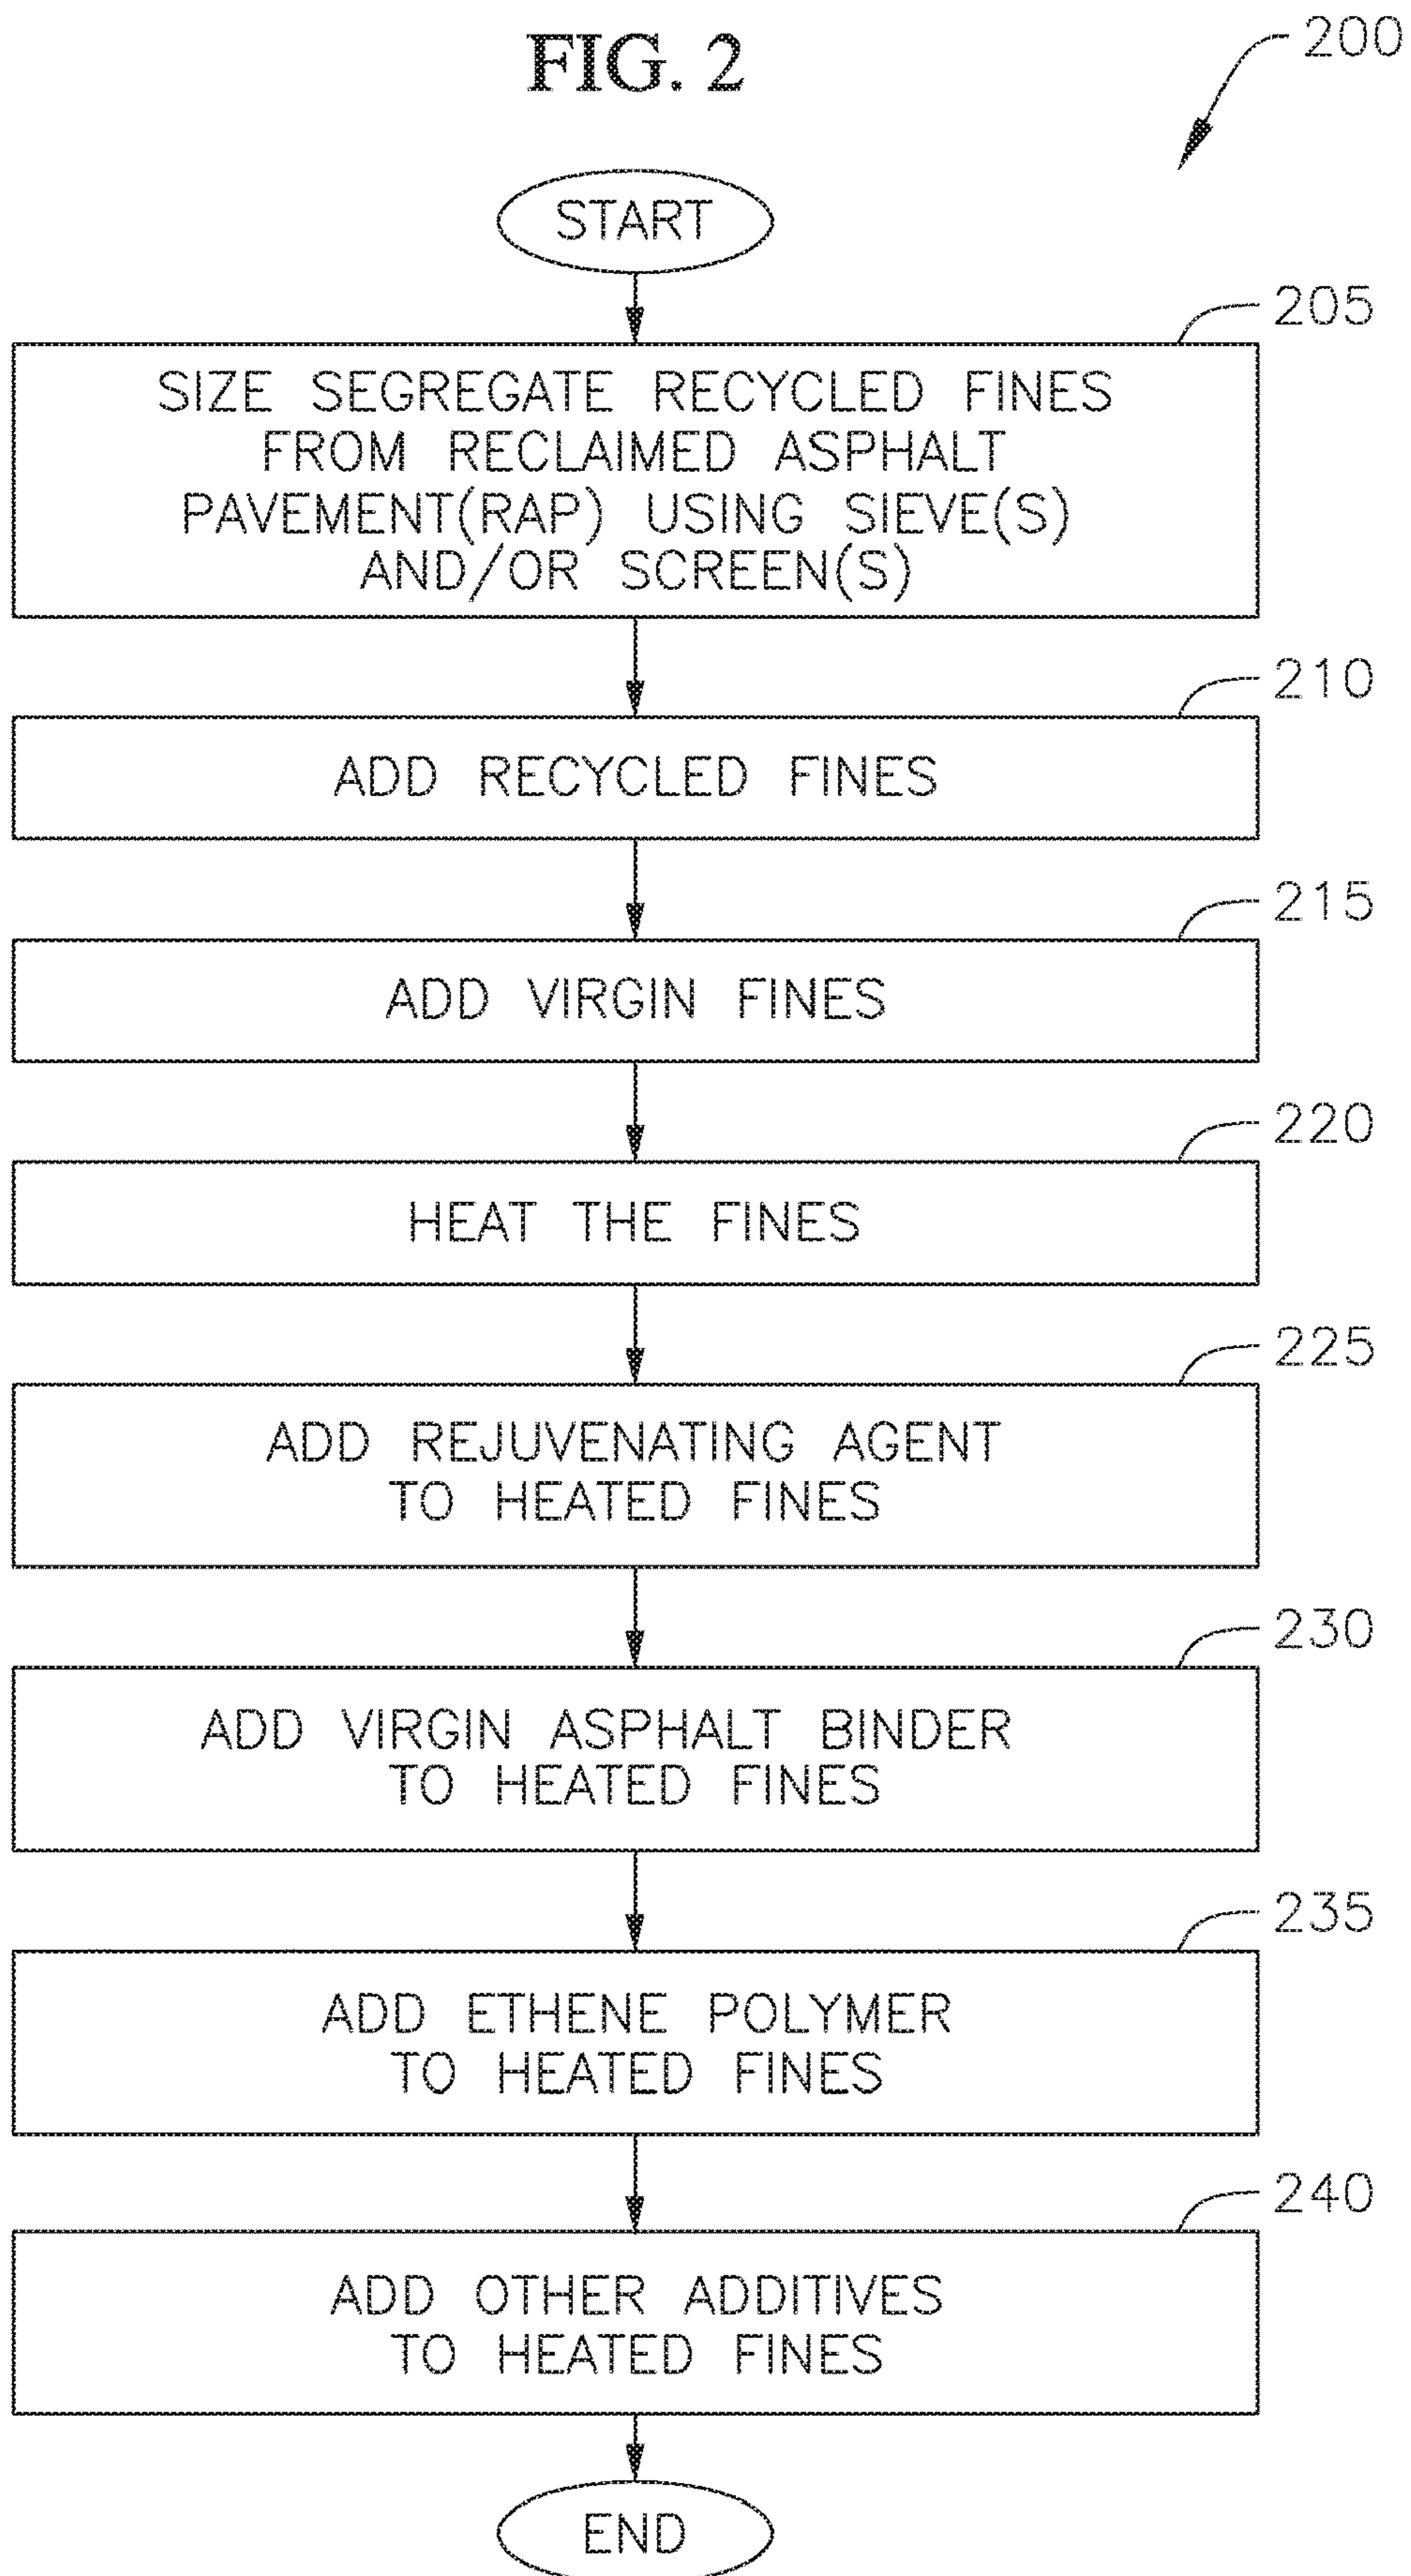 FIG. 2
200
START
205
SIZE SEGREGATE RECYCLED FINES
FROM RECLAIMED ASPHALT
PAVEMENT(RAP) USING SIEVE(S)
AND/OR SCREEN(S)
210
ADD RECYCLED FINES
215
ADD VIRGIN FINES
220
HEAT THE FINES
225
ADD REJUVENATING AGENT
TO HEATED FINES
230
ADD VIRGIN ASPHALT BINDER
TO HEATED FINES
235
ADD ETHENE POLYMER
TO HEATED FINES
240
ADD OTHER ADDITIVES
TO HEATED FINES
END